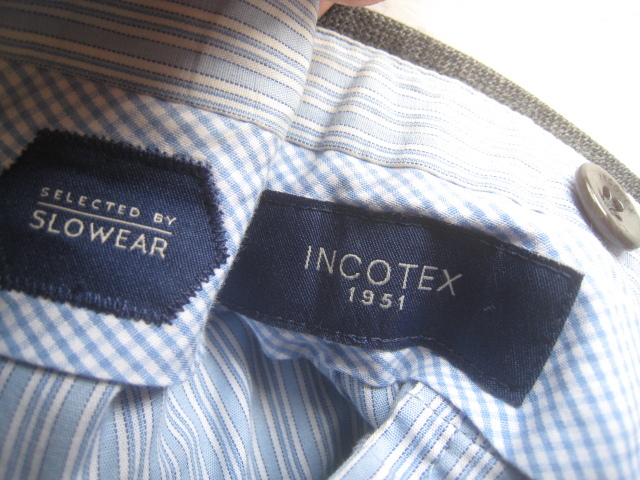 SELECTED BY
SLOWEAR
INCOTEX
1951